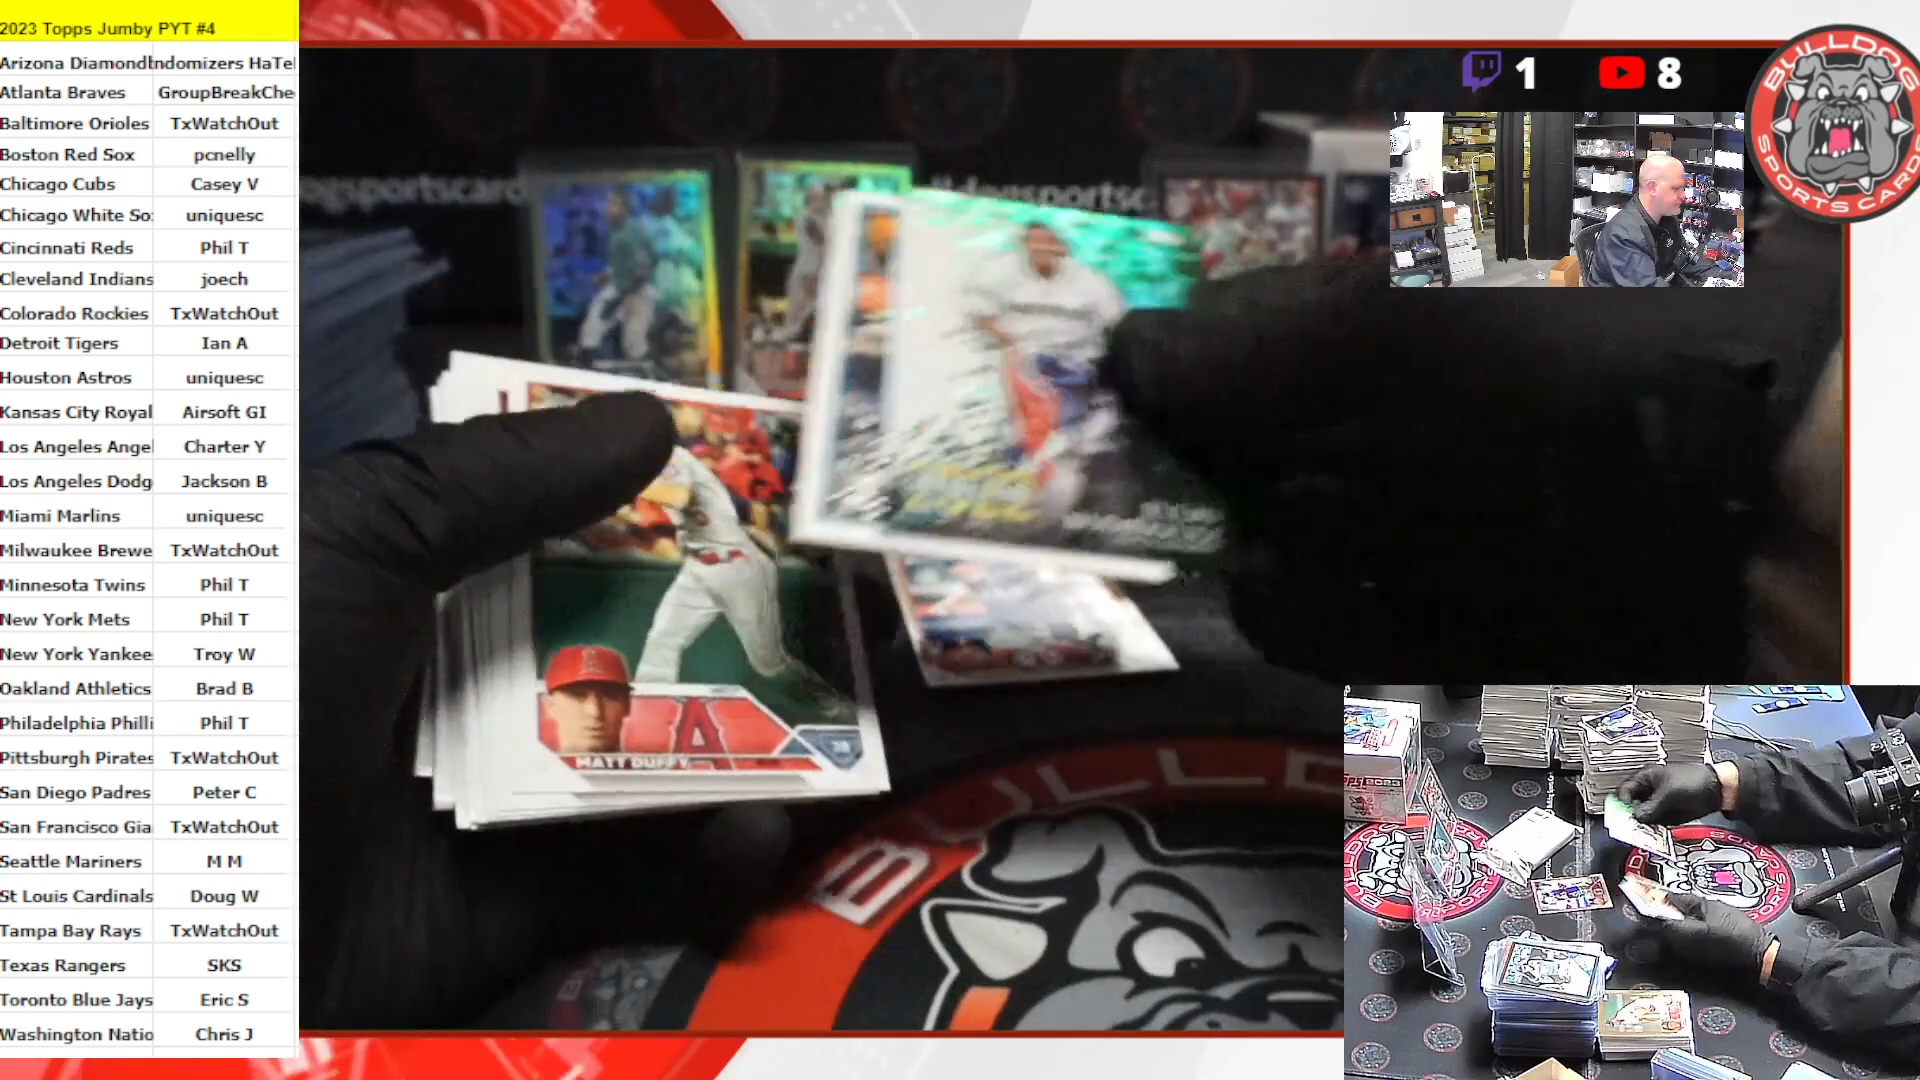 2023 Topps Jumby PYT #4
Arizona Diamond ndomizers HaTe
Atlanta Braves GroupBreakChe
Baltimore Orioles TxWatchOut
Boston Red Sox pcnelly
Chicago Cubs Casey V
Chicago White So uniquesc
Cincinnati Reds Phil T
Cleveland Indians joech
Colorado Rockies TxWatchOut
Detroit Tigers Ian A
Houston Astros uniquesc
Kansas City Royal Airsoft GI
Los Angeles Angel Charter Y
Los Angeles Dodg Jackson B
Miami Marlins uniquesc
Milwaukee Brewe TxWatchOut
Minnesota Twins Phil T
New York Mets Phil T
New York Yankee Troy W
Oakland Athletics Brad B
Philadelphia Philli Phil T
Pittsburgh Pirates TxWatchOut
San Diego Padres Peter C
San Francisco Gia TxWatchOut
Seattle Mariners M M
St Louis Cardinals Doug W
Tampa Bay Rays TxWatchOut
Texas Rangers SKS
Toronto Blue Jays Eric S
Washington Natio Chris J
1 8
BULLDOG
SPORTS CARDS
ogsportscard
MATT DUFFY
A
3B
BULLD